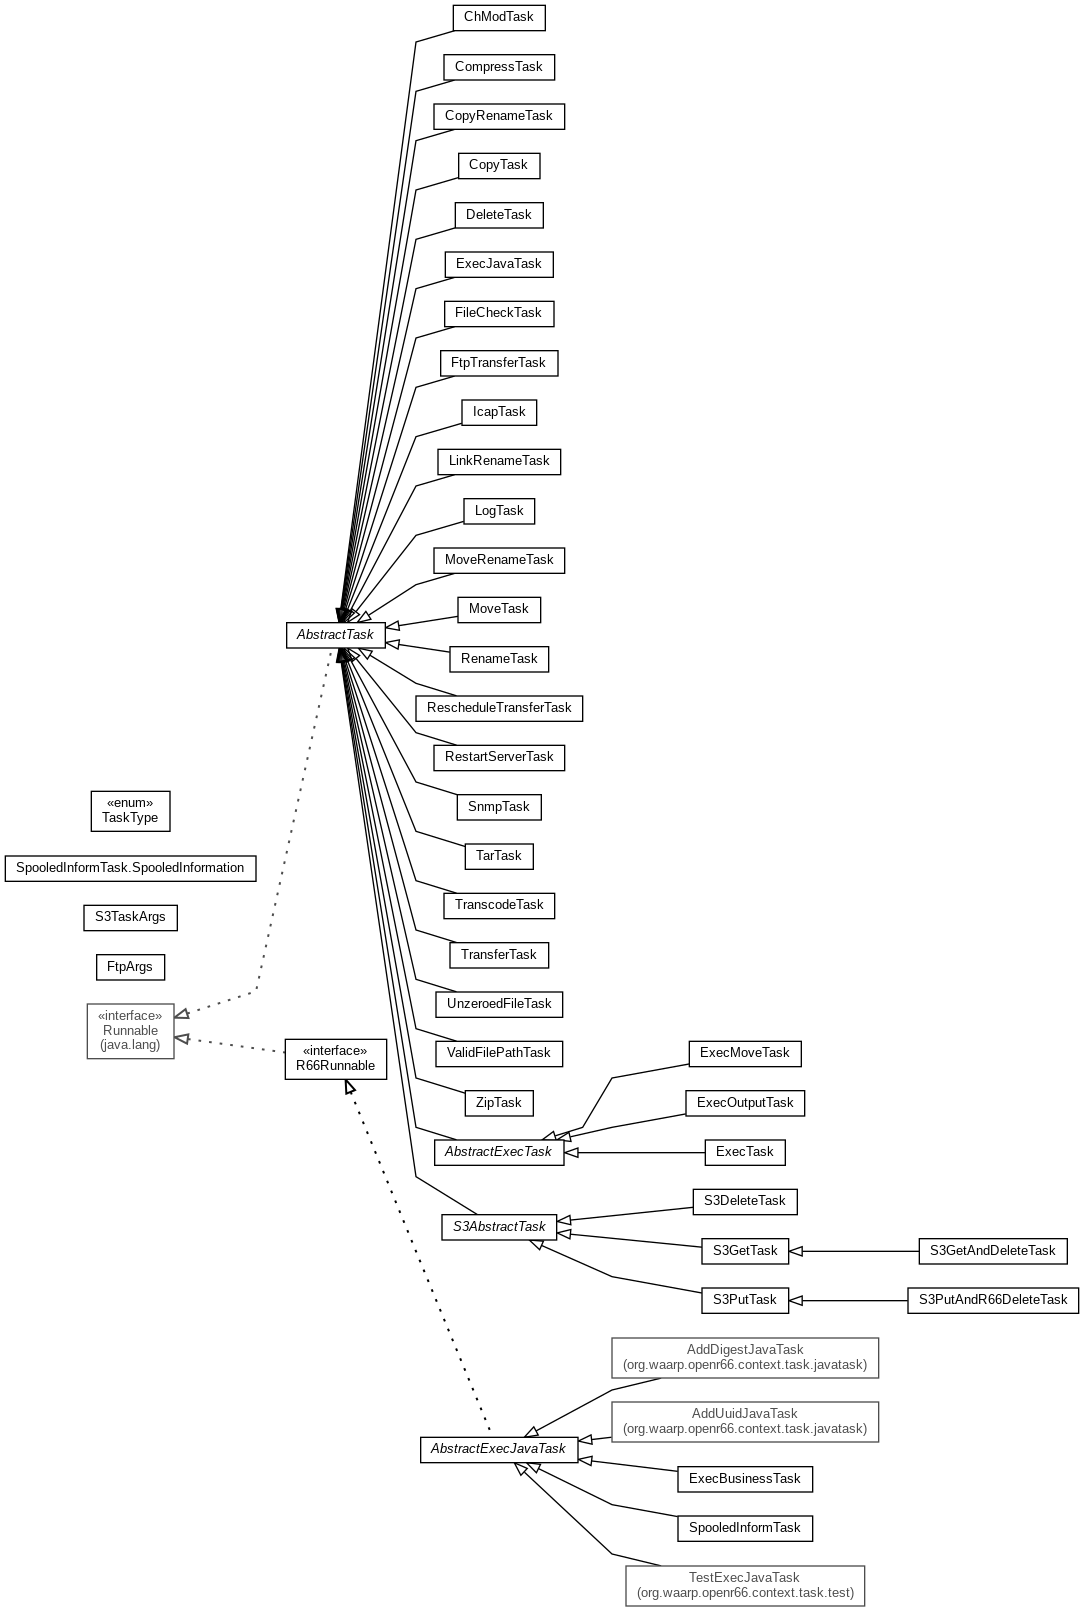 ChModTask
CompressTask
CopyRenameTask
CopyTask
DeleteTask
ExecJavaTask
FileCheckTask
FtpTransferTask
IcapTask
LinkRenameTask
LogTask
MoveRenameTask
MoveTask
AbstractTask
RenameTask
RescheduleTransferTask
RestartServerTask
SnmpTask
«enum»
TaskType
TarTask
SpooledInformTask.SpooledInformation
TranscodeTask
S3TaskArgs
TransferTask
FtpArgs
UnzeroedFileTask
«interface»
Runnable
(java.lang)
«interface»
R66Runnable
ValidFilePathTask
ExecMoveTask
ZipTask
ExecOutputTask
AbstractExecTask
ExecTask
S3DeleteTask
S3AbstractTask
S3GetTask
S3GetAndDeleteTask
S3PutTask
S3PutAndR66DeleteTask
AddDigestJavaTask
(org.waarp.openr66.context.task.javatask)
AddUuidJavaTask
(org.waarp.openr66.context.task.javatask)
AbstractExecJavaTask
ExecBusinessTask
SpooledInformTask
TestExecJavaTask
(org.waarp.openr66.context.task.test)